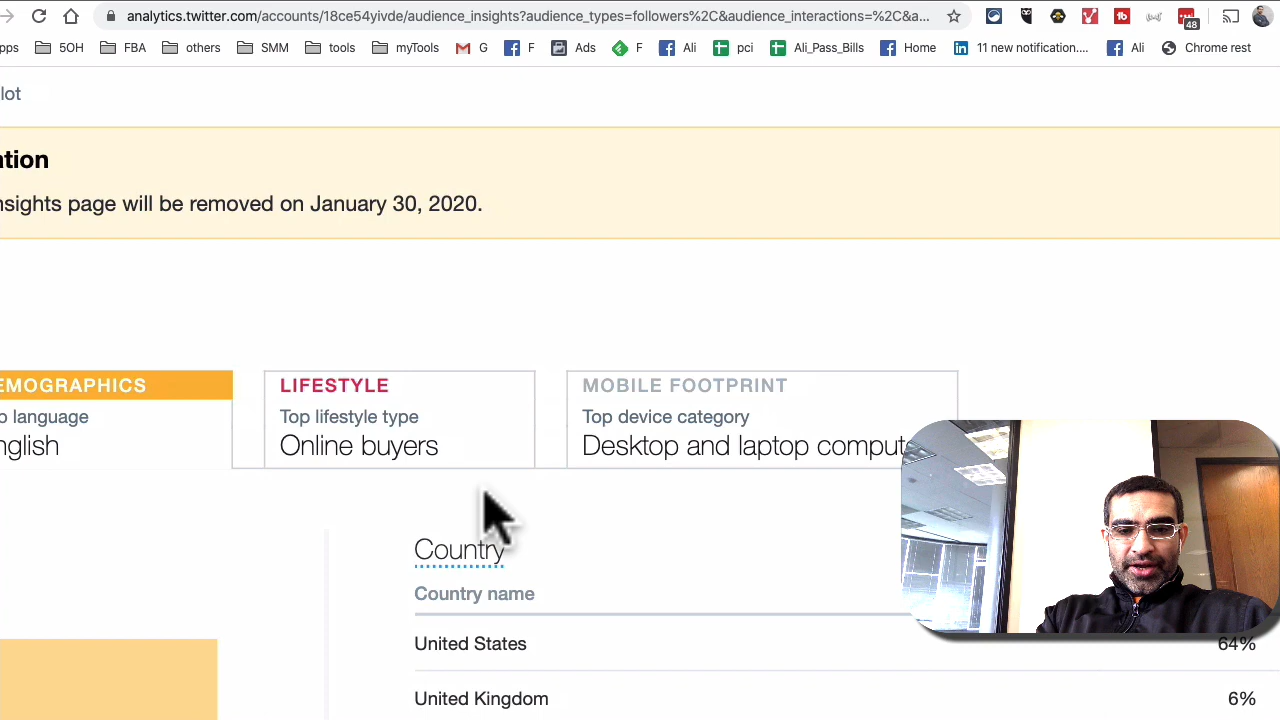 analytics.twitter.com/accounts/18ce54yivde/audience_insights?audience_types=followers%2C&audience_interactions=%2C&a...
48
pps 5OH FBA others SMM tools myTools G F Ads F Ali pci Ali_Pass_Bills Home 11 new notification.... Ali Chrome rest
lot
ation
nsights page will be removed on January 30, 2020.
EMOGRAPHICS LIFESTYLE MOBILE FOOTPRINT
p language Top lifestyle type Top device category
nglish Online buyers Desktop and laptop compute
Country
Country name
United States 64%
United Kingdom 6%